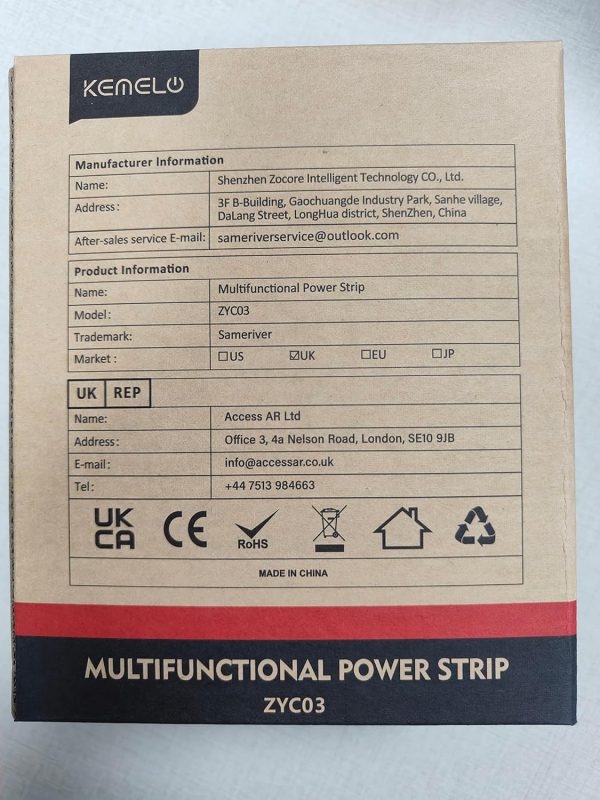 KEMELO
Manufacturer Information
Name: Shenzhen Zocore Intelligent Technology CO., Ltd.
Address: 3F B-Building, Gaochuangde Industry Park, Sanhe village,
DaLang Street, LongHua district, ShenZhen, China
After-sales service E-mail: sameriverservice@outlook.com
Product Information
Name: Multifunctional Power Strip
Model: ZYC03
Trademark: Sameriver
Market: ☐US ☑UK ☐EU ☐JP
UK REP
Name: Access AR Ltd
Address: Office 3, 4a Nelson Road, London, SE10 9JB
E-mail: info@accessar.co.uk
Tel: +44 7513 984663
UK
CA CE RoHS
MADE IN CHINA
MULTIFUNCTIONAL POWER STRIP
ZYC03